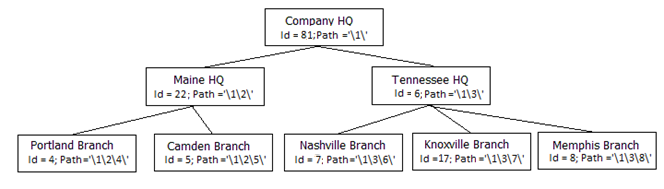 Company HQ
Id = 81;Path ='\1\'
Maine HQ
Id = 22; Path ='\1\2\'
Tennessee HQ
Id = 6; Path ='\1\3\'
Portland Branch
Id = 4; Path='\1\2\4\'
Camden Branch
Id = 5; Path ='\1\2\5\'
Nashville Branch
Id = 7; Path='\1\3\6\'
Knoxville Branch
Id =17; Path='\1\3\7\'
Memphis Branch
Id = 8; Path='\1\3\8\'